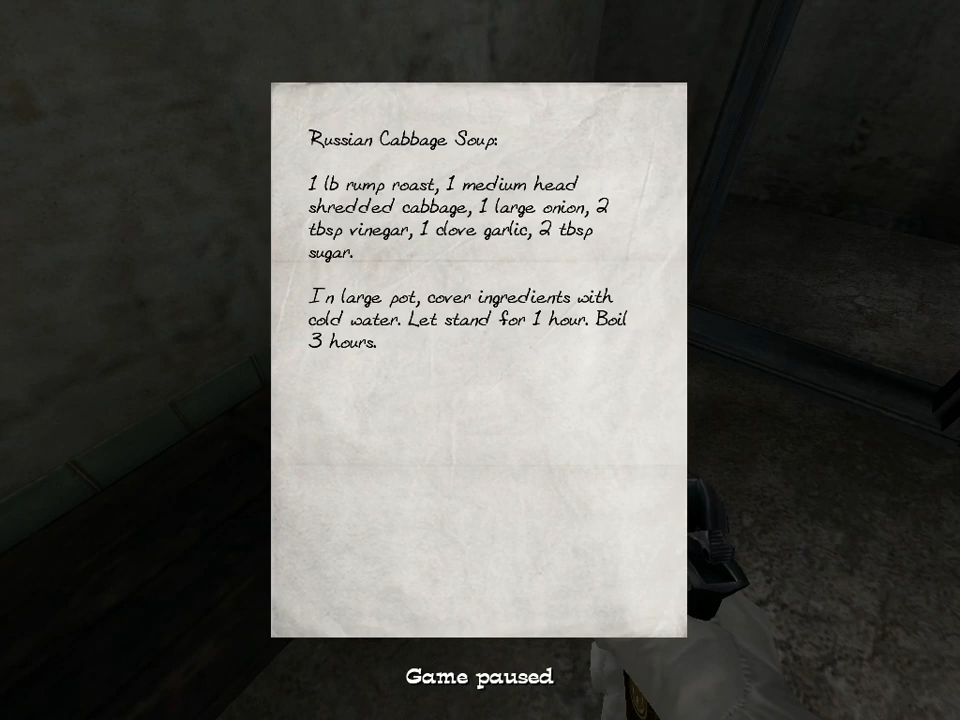 Russian Cabbage Soup:
1 lb rump roast, 1 medium head
shredded cabbage, 1 large onion, 2
tbsp vinegar, 1 clove garlic, 2 tbsp
sugar.
In large pot, cover ingredients with
cold water. Let stand for 1 hour. Boil
3 hours.
Game paused